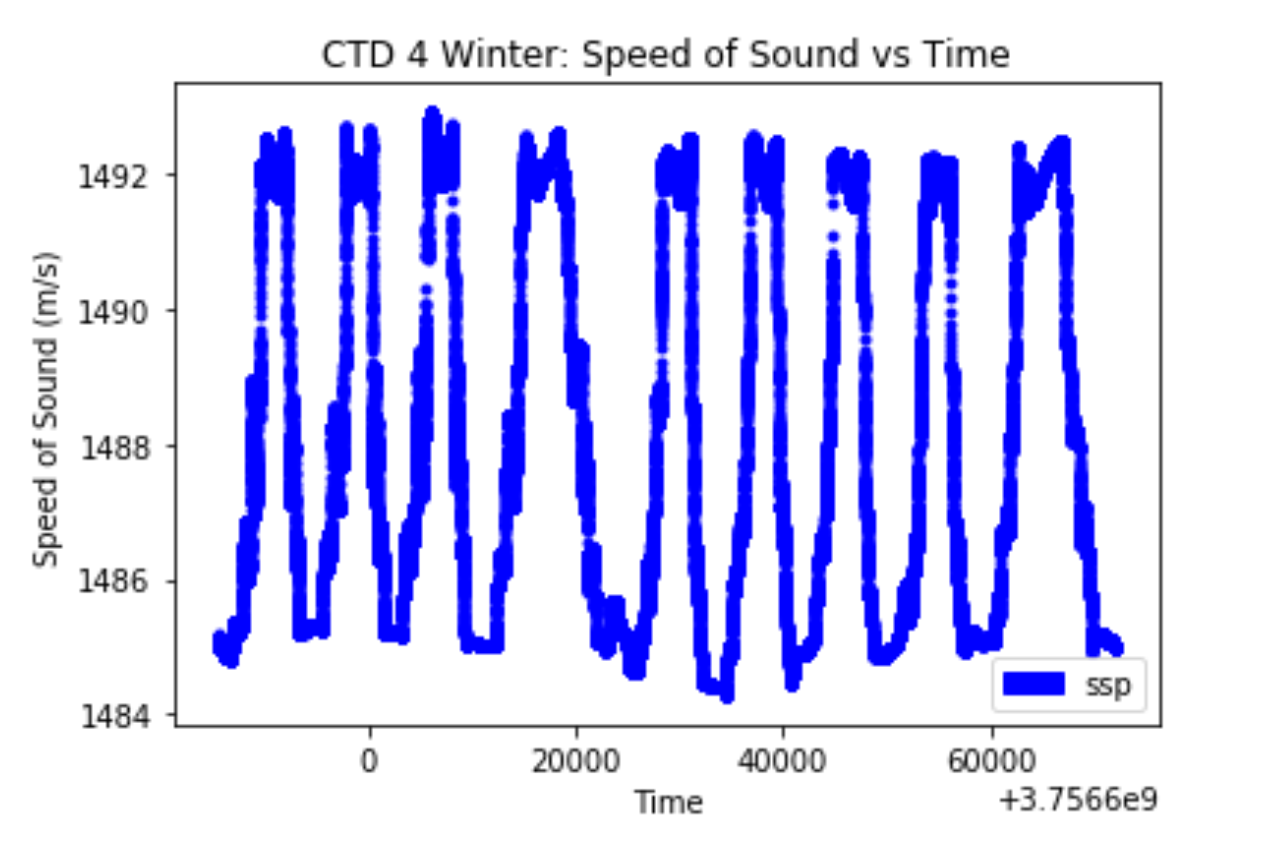 CTD 4 Winter: Speed of Sound vs Time
Speed of Sound (m/s)
1492
1490
1488
1486
1484
ssp
0 20000 40000 60000
+3.7566e9
Time